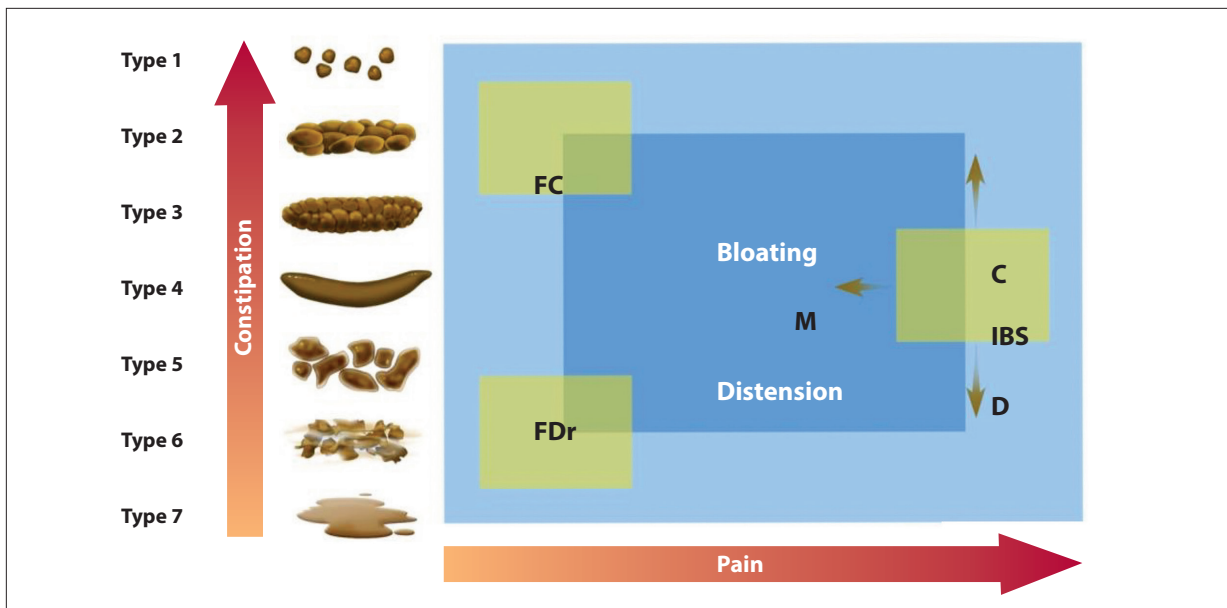 Type 1
Type 2
Type 3
Type 4
Type 5
Type 6
Type 7
Constipation
FC
Bloating
C
M
IBS
Distension
D
FDr
Pain